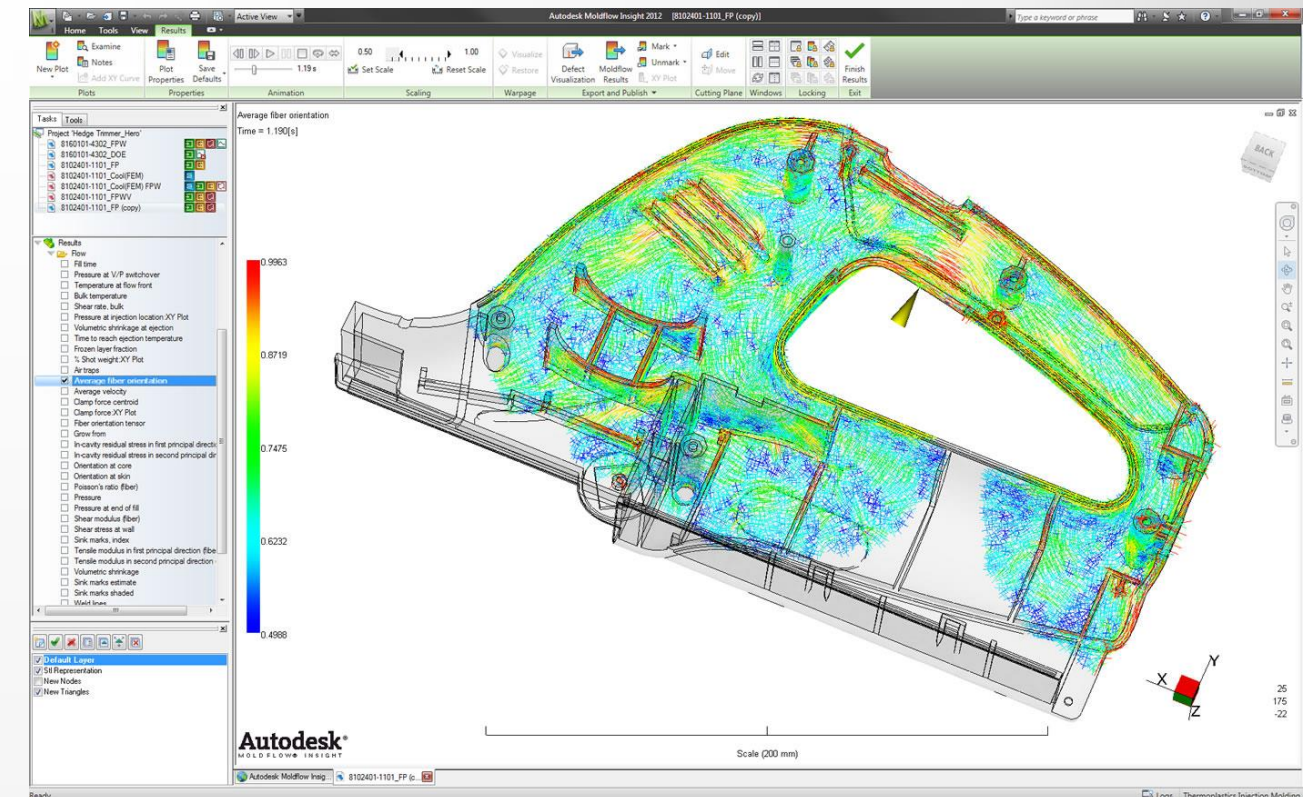 Active View
Autodesk Moldflow Insight 2012 [8102401-1101_FP (copy)]
Type a keyword or phrase
Home Tools View Results
New Plot
Examine
Notes
Add XY Curve
Plot Properties
Save Defaults
1.19 s
0.50
1.00
Set Scale
Reset Scale
Visualize
Restore
Defect Visualization
Moldflow Results
Mark
Unmark
XY Plot
Edit
Move
Finish Results
Plots Properties Animation Scaling Warpage Export and Publish Cutting Plane Windows Locking Exit
Tasks Tools
Project 'Hedge Trimmer_Hero'
8160101-4302_FPW
8160101-4302_DOE
8102401-1101_FP
8102401-1101_Cool(FEM)
8102401-1101_Cool(FEM) FPW
8102401-1101_FPWV
8102401-1101_FP (copy)
Results
Flow
Fill time
Pressure at V/P switchover
Temperature at flow front
Bulk temperature
Shear rate, bulk
Pressure at injection location:XY Plot
Volumetric shrinkage at ejection
Time to reach ejection temperature
Frozen layer fraction
% Shot weight:XY Plot
Air traps
Average fiber orientation
Average velocity
Clamp force centroid
Clamp force:XY Plot
Fiber orientation tensor
Grow from
In-cavity residual stress in first principal directi
In-cavity residual stress in second principal dir
Orientation at core
Orientation at skin
Poisson's ratio (fiber)
Pressure
Pressure at end of fill
Shear modulus (fiber)
Shear stress at wall
Sink marks, index
Tensile modulus in first principal direction (fibe
Tensile modulus in second principal direction
Volumetric shrinkage
Sink marks estimate
Sink marks shaded
Weld lines
Default Layer
Stl Representation
New Nodes
New Triangles
Average fiber orientation
Time = 1.190[s]
0.9963
0.8719
0.7475
0.6232
0.4988
BACK
X
Y
Z
25
175
-22
Scale (200 mm)
Autodesk®
MOLDFLOW® INSIGHT
Autodesk Moldflow Insig...
8102401-1101_FP (c...
Ready
Logs
Thermoplastics Injection Molding